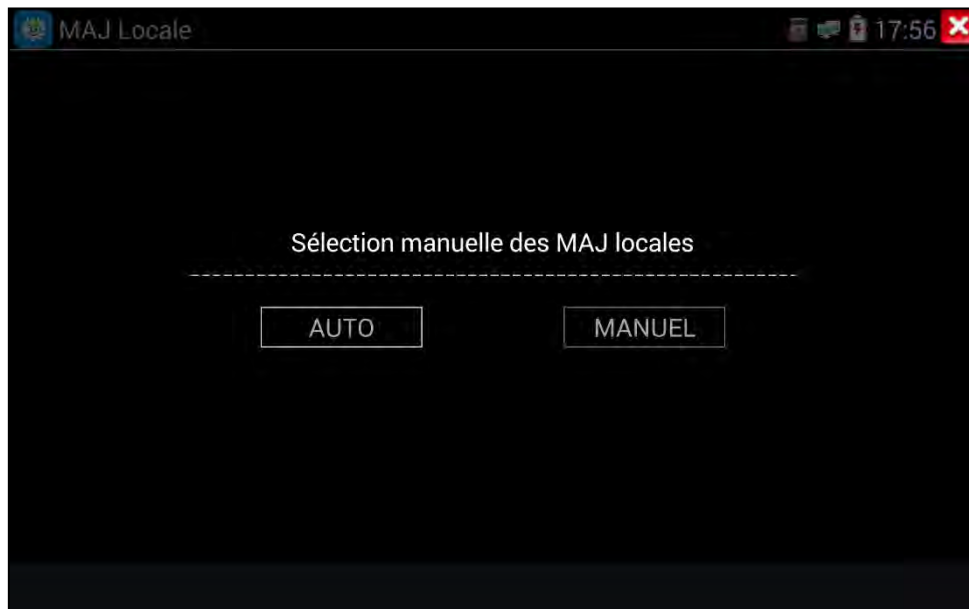 MAJ Locale
17:56
Sélection manuelle des MAJ locales
AUTO
MANUEL